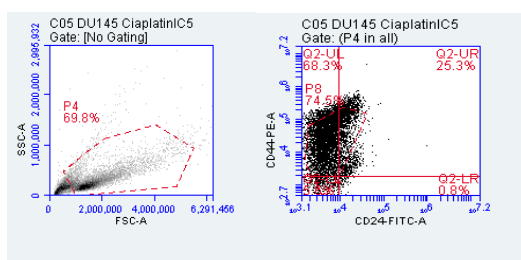 C05 DU145 CiaplatinIC5
Gate: [No Gating]
2,995,932
2,000,000
1,000,000
0
SSC-A
P4
69.8%
0
2,000,000
4,000,000
6,291,456
FSC-A
C05 DU145 CiaplatinIC5
Gate: (P4 in all)
Q2-UL
68.3%
Q2-UR
25.3%
P8
Q2-LR
0.8%
CD44-PE-A
CD24-FITC-A